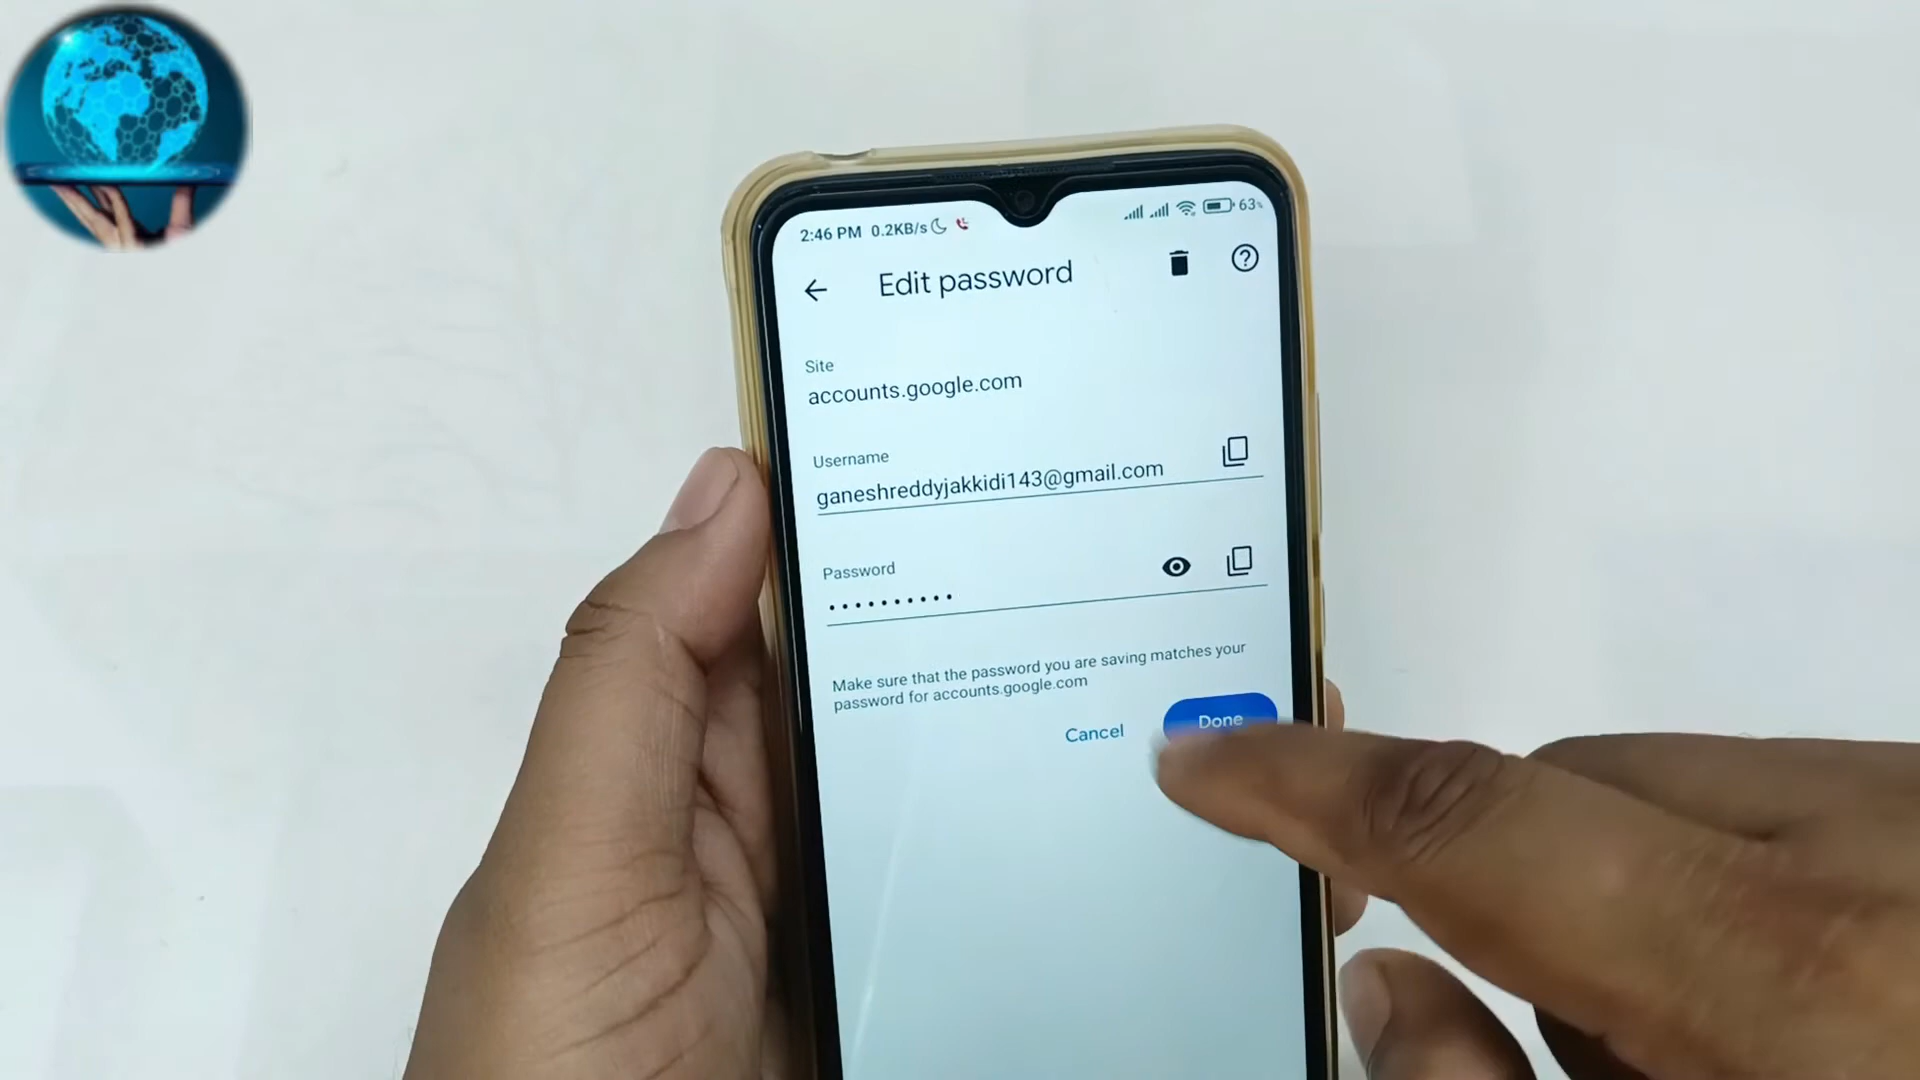 2:46 PM 0.2KB/s 63%
Edit password
Site
accounts.google.com
Username
ganeshreddyjakkidi143@gmail.com
Password
••••••••••
Make sure that the password you are saving matches your
password for accounts.google.com
Cancel
Done